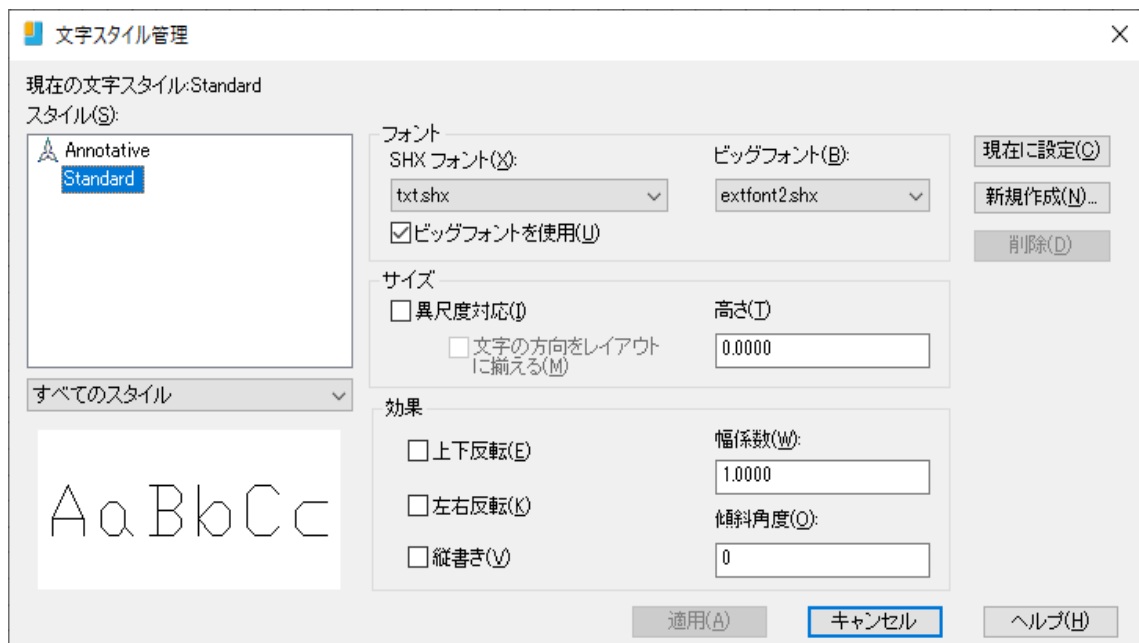 文字スタイル管理
現在の文字スタイル:Standard
スタイル(S):
Annotative
Standard
すべてのスタイル
AaBbCc
フォント
SHX フォント(X):
ビッグフォント(B):
txt.shx
extfont2.shx
ビッグフォントを使用(U)
サイズ
異尺度対応(I)
高さ(T)
文字の方向をレイアウト
に揃える(M)
0.0000
効果
上下反転(E)
幅係数(W):
1.0000
左右反転(K)
傾斜角度(O):
縦書き(V)
0
現在に設定(C)
新規作成(N)...
削除(D)
適用(A)
キャンセル
ヘルプ(H)